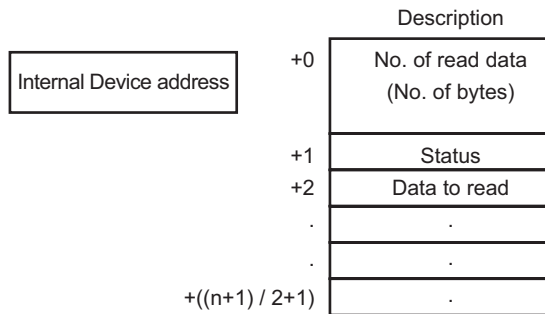 Description
Internal Device address
+0 No. of read data
(No. of bytes)
+1 Status
+2 Data to read
. .
. .
+((n+1) / 2+1) .